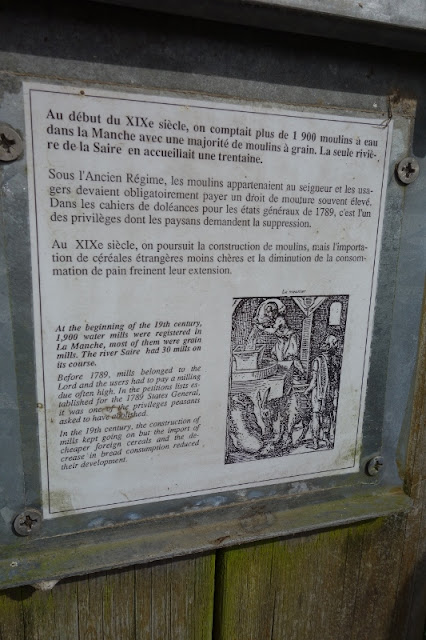 Au début du XIXe siècle, on comptait plus de 1 900 moulins à eau
dans la Manche avec une majorité de moulins à grain. La seule riviè-
re de la Saire en accueillait une trentaine.
Sous l'Ancien Régime, les moulins appartenaient au seigneur et les usa-
gers devaient obligatoirement payer un droit de mouture souvent élevé.
Dans les cahiers de doléances pour les états généraux de 1789, c'est l'un
des privilèges dont les paysans demandent la suppression.
Au XIXe siècle, on poursuit la construction de moulins, mais l'importa-
tion de céréales étrangères moins chères et la diminution de la consom-
mation de pain freinent leur extension.
At the beginning of the 19th century,
1,900 water mills were registered in
La Manche, most of them were grain
mills. The river Saire had 30 mills on
its course.
Before 1789, mills belonged to the
Lord and the users had to pay a milling
due often high. In the petitions lists es-
tablished for the 1789 States General,
it was one of the privileges peasants
asked to have abolished.
In the 19th century, the construction of
mills kept going on but the import of
cheaper foreign cereals and the de-
crease in bread consumption reduced
their development.